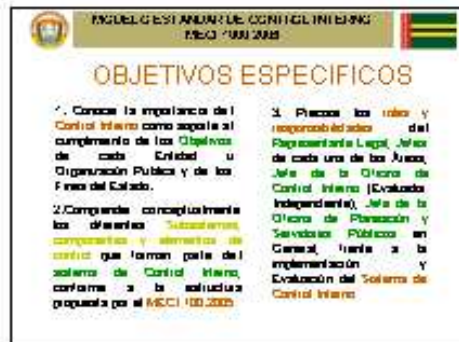 MODELO ESTANDAR DE CONTROL INTERNO
MECI 1000:2005
OBJETIVOS ESPECIFICOS
1. Conocer la importancia del
Control Interno como soporte al
cumplimiento de los Objetivos
de cada Entidad u
Organización Pública y de los
Fines del Estado.
2.Comprender conceptualmente
los diferentes Subsistemas,
componentes y elementos de
control que forman parte del
sistema de Control Interno,
conforme a la estructura
propuesta por el MECI 100:2005
3. Precisar los roles y
responsabilidades del
Representante Legal, Jefes
de cada una de las Áreas,
Jefe de la Oficina de
Control Interno (Evaluador
Independiente), Jefe de la
Oficina de Planeación y
Servidores Públicos en
General, frente a la
implementación y
Evaluación del Sistema de
Control Interno